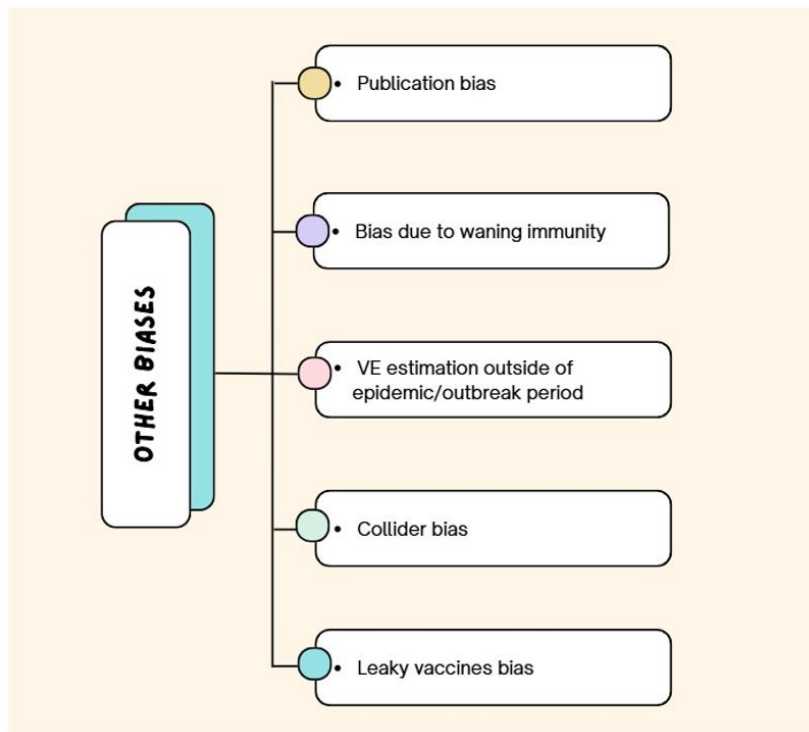 OTHER BIASES
• Publication bias
• Bias due to waning immunity
• VE estimation outside of
epidemic/outbreak period
• Collider bias
• Leaky vaccines bias